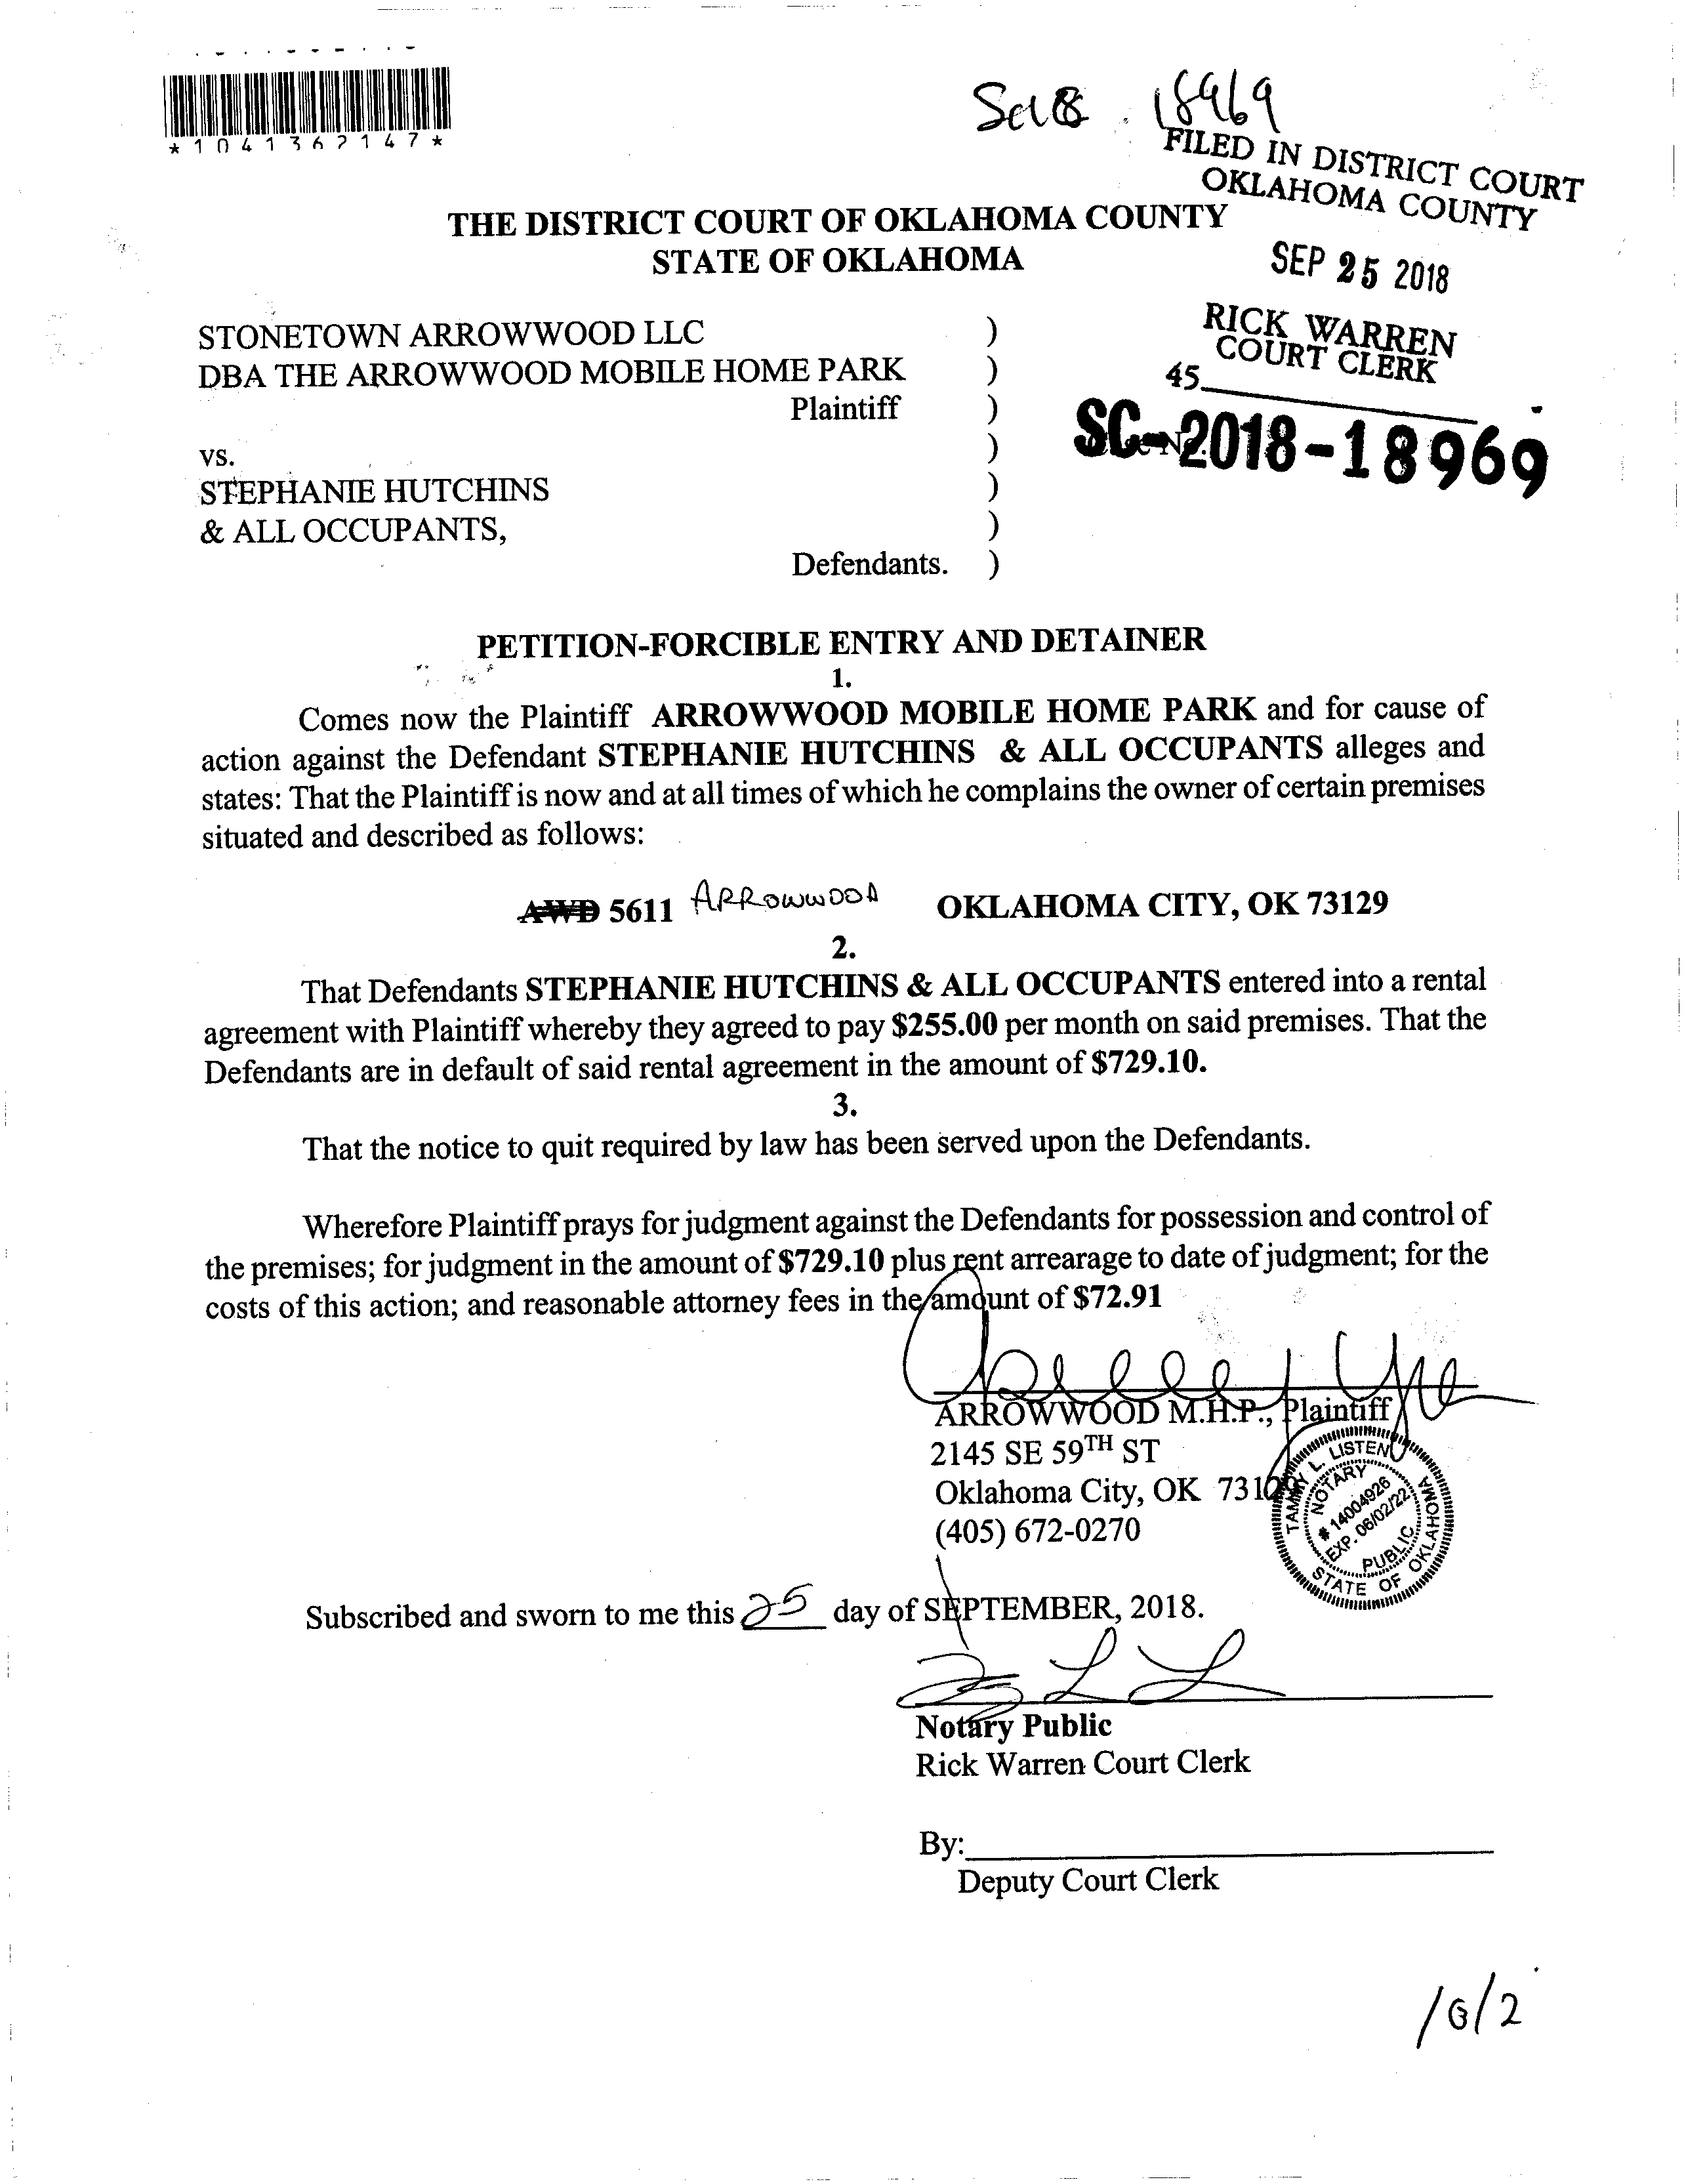 *1041362147*
Sc18 18969
FILED IN DISTRICT COURT
OKLAHOMA COUNTY
THE DISTRICT COURT OF OKLAHOMA COUNTY
STATE OF OKLAHOMA
SEP 25 2018
RICK WARREN
COURT CLERK
45
STONETOWN ARROWWOOD LLC )
DBA THE ARROWWOOD MOBILE HOME PARK )
Plaintiff )
SC-2018-18969
vs. )
STEPHANIE HUTCHINS )
& ALL OCCUPANTS, )
Defendants. )
PETITION-FORCIBLE ENTRY AND DETAINER
1.
Comes now the Plaintiff ARROWWOOD MOBILE HOME PARK and for cause of
action against the Defendant STEPHANIE HUTCHINS & ALL OCCUPANTS alleges and
states: That the Plaintiff is now and at all times of which he complains the owner of certain premises
situated and described as follows:
AWD 5611 ARROWWOOD OKLAHOMA CITY, OK 73129
2.
That Defendants STEPHANIE HUTCHINS & ALL OCCUPANTS entered into a rental
agreement with Plaintiff whereby they agreed to pay $255.00 per month on said premises. That the
Defendants are in default of said rental agreement in the amount of $729.10.
3.
That the notice to quit required by law has been served upon the Defendants.
Wherefore Plaintiff prays for judgment against the Defendants for possession and control of
the premises; for judgment in the amount of $729.10 plus rent arrearage to date of judgment; for the
costs of this action; and reasonable attorney fees in the amount of $72.91
ARROWWOOD M.H.P., Plaintiff
2145 SE 59TH ST
Oklahoma City, OK 73129
(405) 672-0270
TAMMY L. LISTEN
NOTARY
# 14004926
EXP. 06/02/22
PUBLIC
STATE OF OKLAHOMA
Subscribed and sworn to me this 25 day of SEPTEMBER, 2018.
Notary Public
Rick Warren Court Clerk
By:
Deputy Court Clerk
10/2